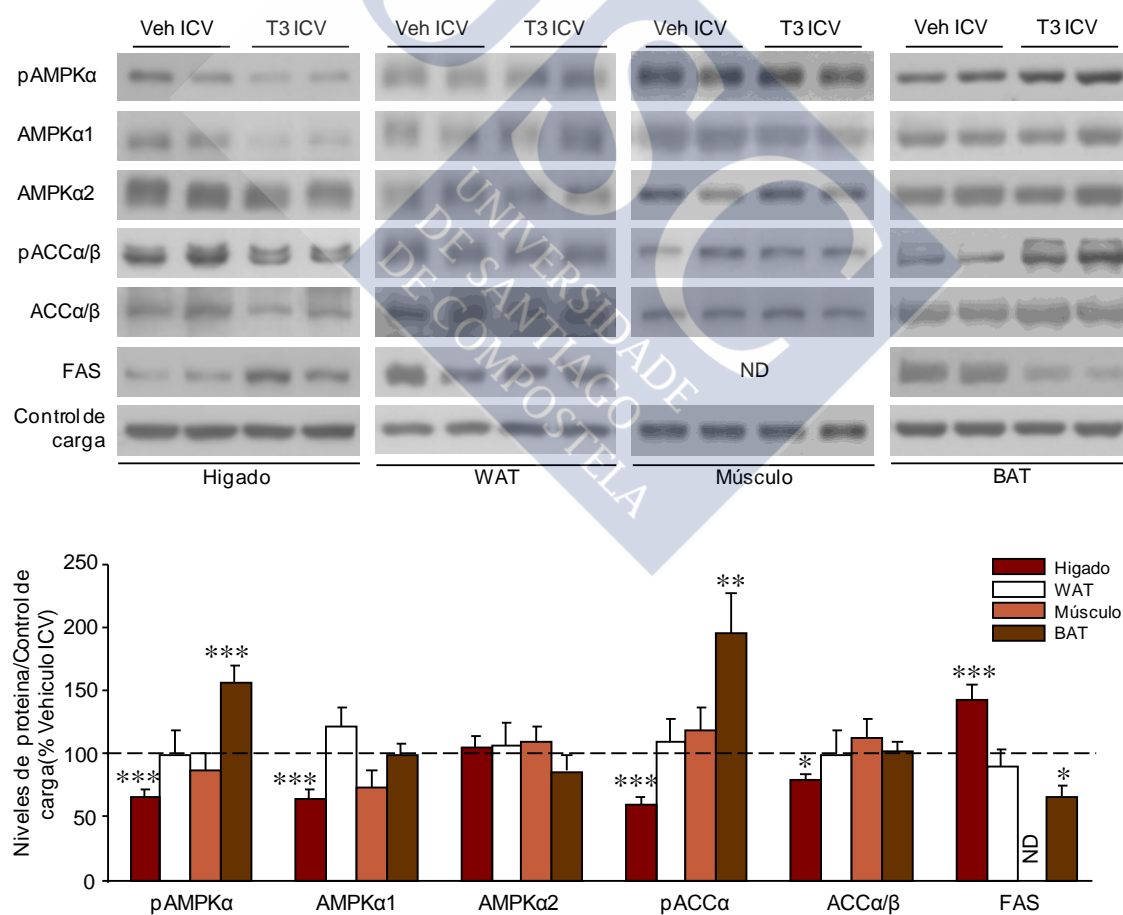 Veh ICV T3 ICV Veh ICV T3 ICV Veh ICV T3 ICV Veh ICV T3 ICV
pAMPKα
AMPKα1
AMPKα2
pACCα/β
ACCα/β
FAS
ND
Control de
carga
Higado WAT Músculo BAT
USC
UNIVERSIDADE
DE SANTIAGO
DE COMPOSTELA
Niveles de proteina/Control de
carga(% Vehiculo ICV)
250
200
150
100
50
0
Higado
WAT
Músculo
BAT
*** ***
***
*** **
*
*** ND *
pAMPKα AMPKα1 AMPKα2 pACCα ACCα/β FAS